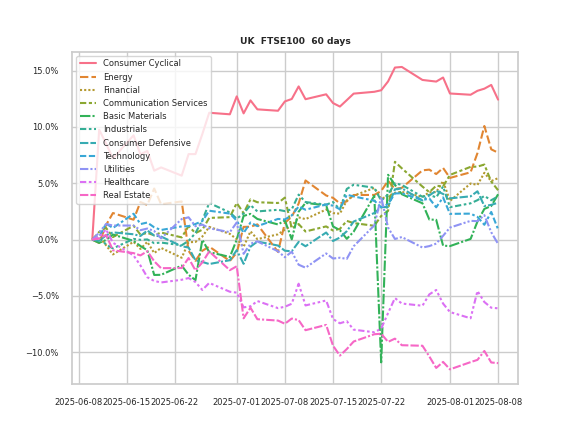 UK  FTSE100  60 days
15.0%
10.0%
5.0%
0.0%
−5.0%
−10.0%
Consumer Cyclical
Energy
Financial
Communication Services
Basic Materials
Industrials
Consumer Defensive
Technology
Utilities
Healthcare
Real Estate
2025-06-08 2025-06-15 2025-06-22 2025-07-01 2025-07-08 2025-07-15 2025-07-22 2025-08-01 2025-08-08